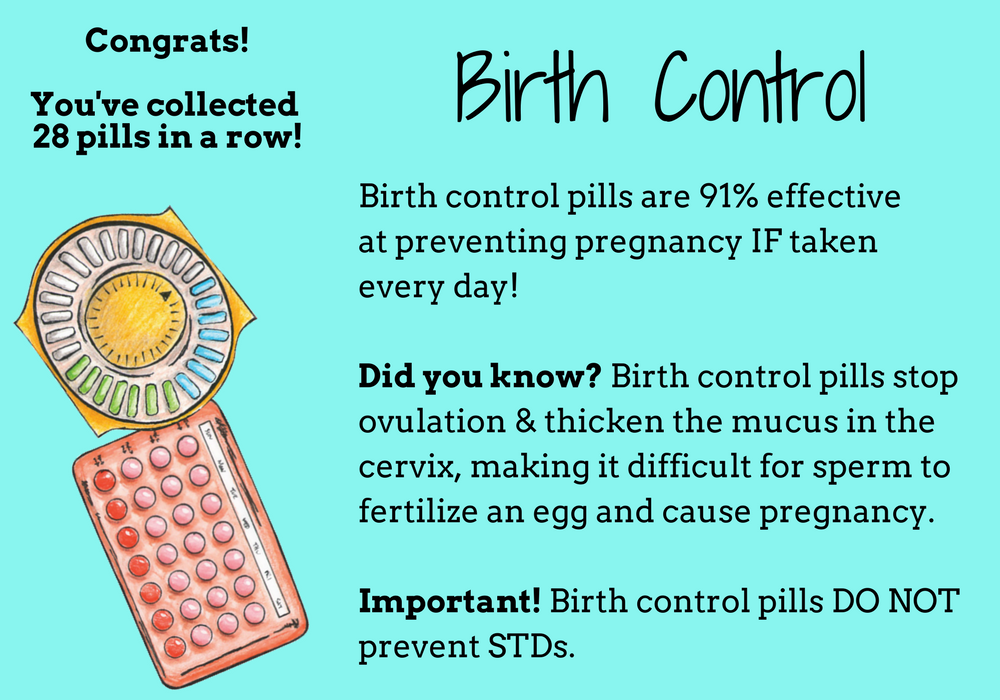 Congrats!
You've collected
28 pills in a row!
Birth Control
Birth control pills are 91% effective
at preventing pregnancy IF taken
every day!
Did you know? Birth control pills stop
ovulation & thicken the mucus in the
cervix, making it difficult for sperm to
fertilize an egg and cause pregnancy.
Important! Birth control pills DO NOT
prevent STDs.